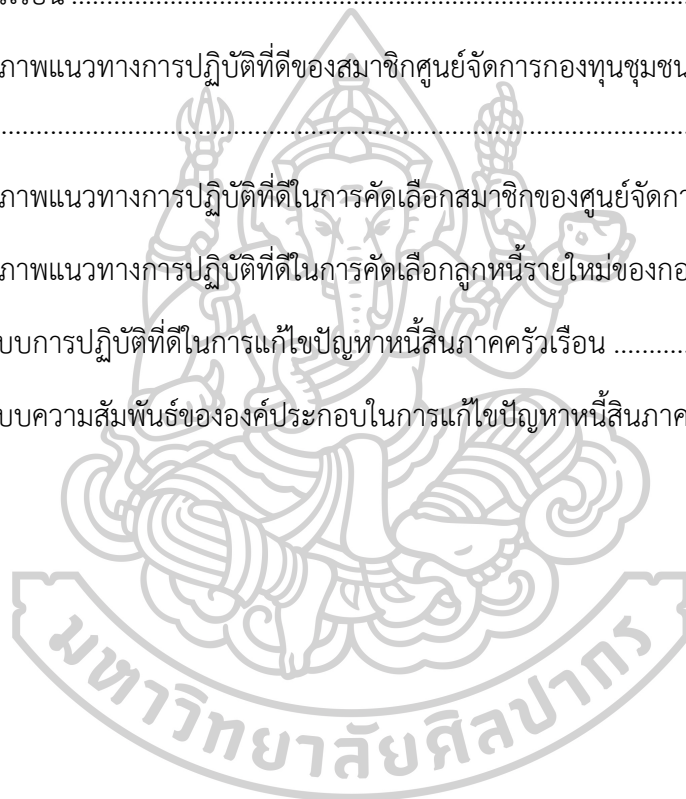 เรือน ..........................................................................................
ภาพแนวทางการปฏิบัติที่ดีของสมาชิกศูนย์จัดการกองทุนชุมชน
....................................................................................................
ภาพแนวทางการปฏิบัติที่ดีในการคัดเลือกสมาชิกของศูนย์จัดกา
ภาพแนวทางการปฏิบัติที่ดีในการคัดเลือกลูกหนี้รายใหม่ของกอ
บบการปฏิบัติที่ดีในการแก้ไขปัญหาหนี้สินภาคครัวเรือน ...........
บบความสัมพันธ์ขององค์ประกอบในการแก้ไขปัญหาหนี้สินภาค
มหาวิทยาลัยศิลปากร